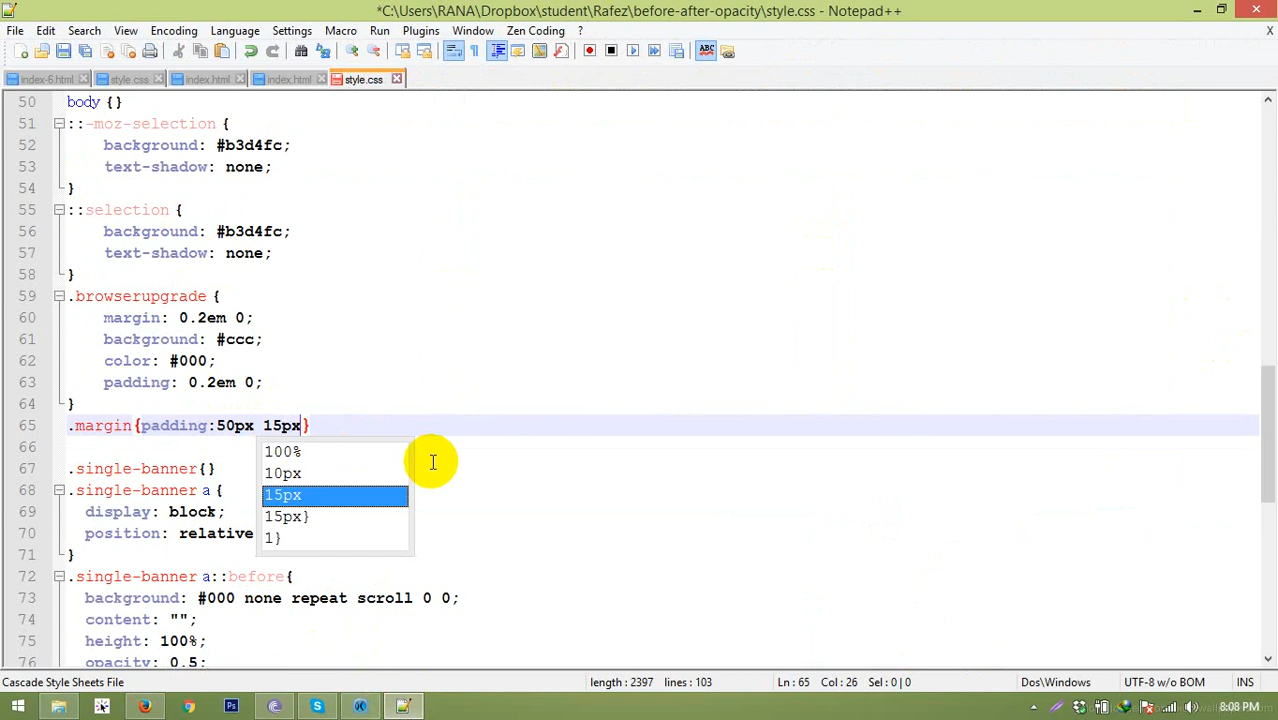 *C:\Users\RANA\Dropbox\student\Rafez\before-after-opacity\style.css - Notepad++
File Edit Search View Encoding Language Settings Macro Run Plugins Window Zen Coding ? X
index-6.html style.css index.html index.html style.css
50 body {}
51 ::-moz-selection {
52 background: #b3d4fc;
53 text-shadow: none;
54 }
55 ::selection {
56 background: #b3d4fc;
57 text-shadow: none;
58 }
59 .browserupgrade {
60 margin: 0.2em 0;
61 background: #ccc;
62 color: #000;
63 padding: 0.2em 0;
64 }
65 .margin{padding:50px 15px}
66
100%
67 .single-banner{}
10px
68 .single-banner a {
15px
69 display: block;
15px}
70 position: relative
1}
71 }
72 .single-banner a::before{
73 background: #000 none repeat scroll 0 0;
74 content: "";
75 height: 100%;
76 opacity: 0.5;
Cascade Style Sheets File length : 2397 lines : 103 Ln : 65 Col : 26 Sel : 0 | 0 Dos\Windows UTF-8 w/o BOM INS
8:08 PM